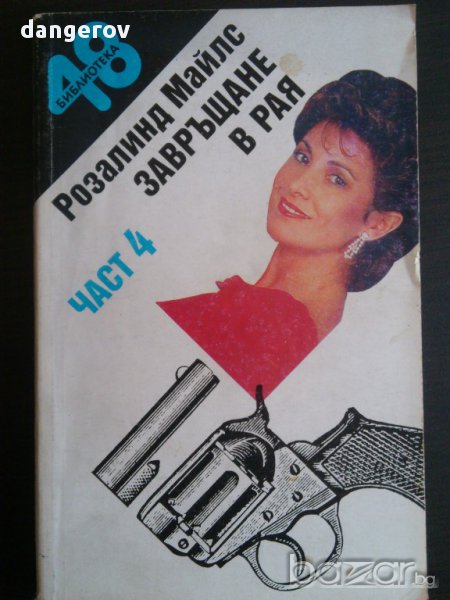 dangerov
48
БИБЛИОТЕКА
Розалинд Майлс
ЗАВРЪЩАНЕ
В РАЯ
ЧАСТ 4
bazar.bg